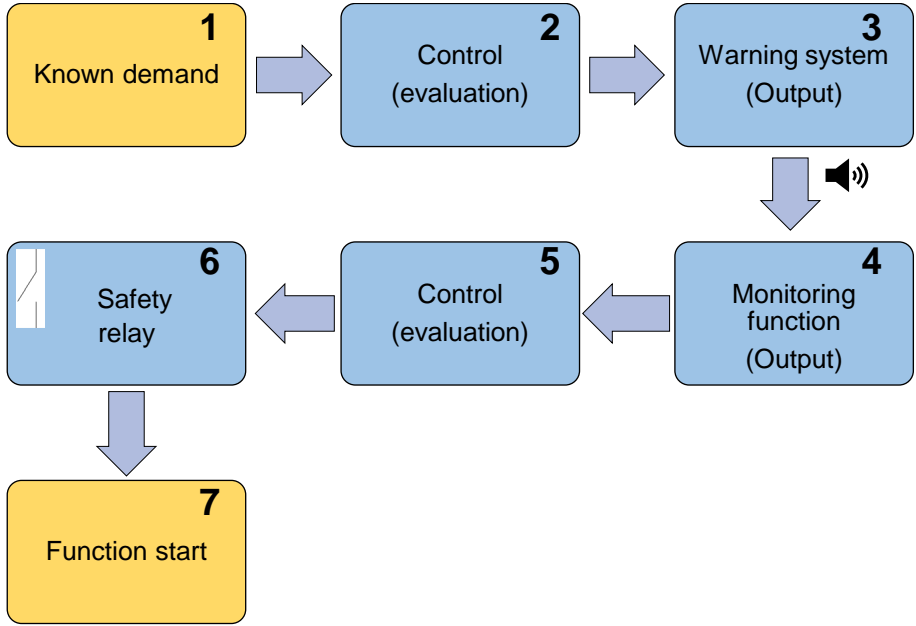 1
Known demand
2
Control
(evaluation)
3
Warning system
(Output)
4
Monitoring
function
(Output)
5
Control
(evaluation)
6
Safety
relay
7
Function start